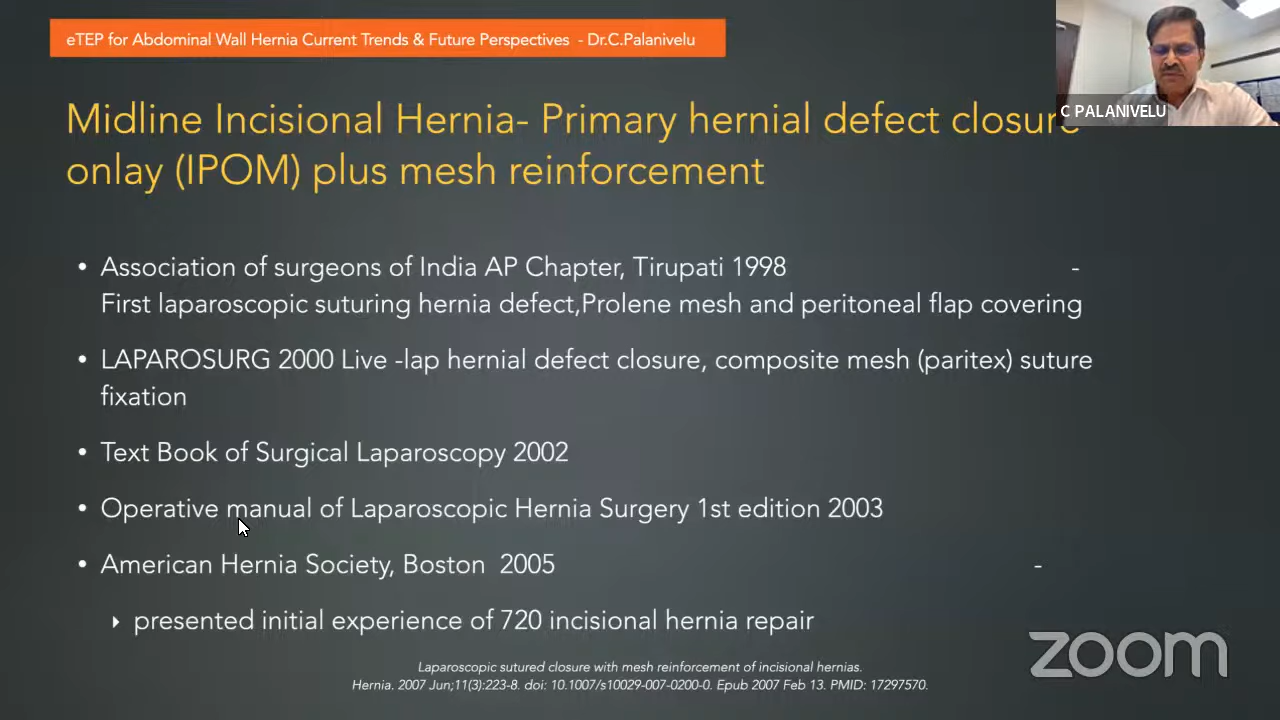 eTEP for Abdominal Wall Hernia Current Trends & Future Perspectives - Dr.C.Palanivelu
C PALANIVELU
Midline Incisional Hernia- Primary hernial defect closure
onlay (IPOM) plus mesh reinforcement
• Association of surgeons of India AP Chapter, Tirupati 1998 -
First laparoscopic suturing hernia defect,Prolene mesh and peritoneal flap covering
• LAPAROSURG 2000 Live -lap hernial defect closure, composite mesh (paritex) suture
fixation
• Text Book of Surgical Laparoscopy 2002
• Operative manual of Laparoscopic Hernia Surgery 1st edition 2003
• American Hernia Society, Boston 2005 -
‣ presented initial experience of 720 incisional hernia repair
Laparoscopic sutured closure with mesh reinforcement of incisional hernias.
Hernia. 2007 Jun;11(3):223-8. doi: 10.1007/s10029-007-0200-0. Epub 2007 Feb 13. PMID: 17297570.
zoom